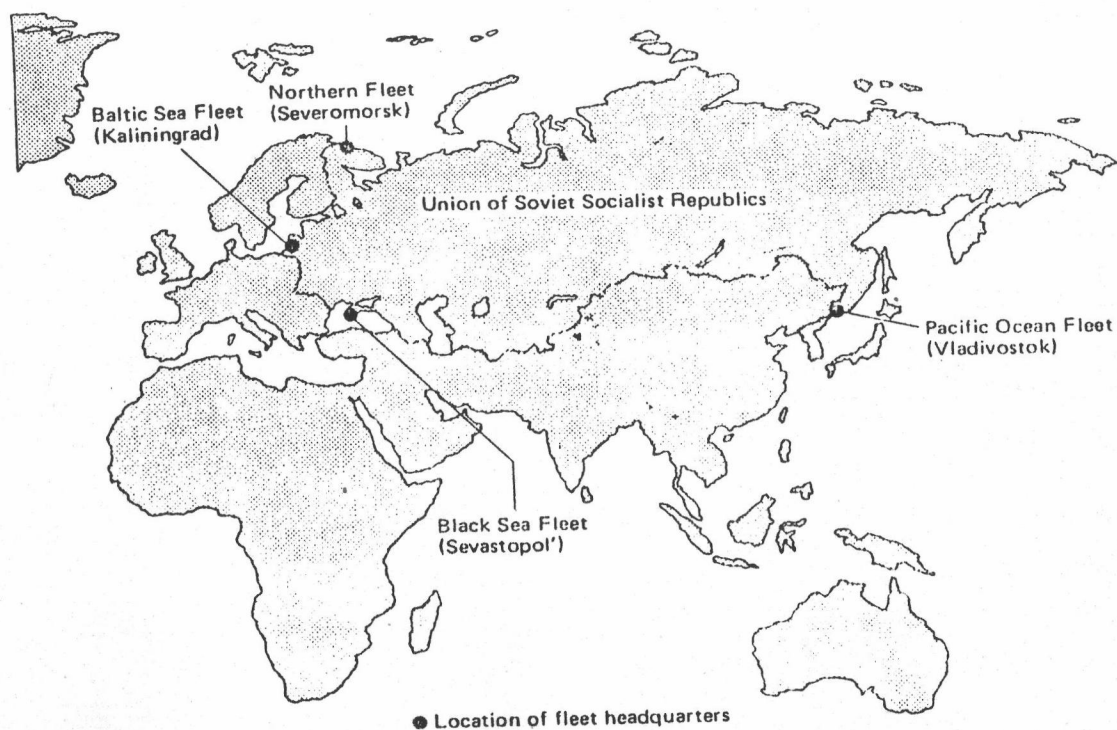 Northern Fleet
(Severomorsk)
Baltic Sea Fleet
(Kaliningrad)
Union of Soviet Socialist Republics
Pacific Ocean Fleet
(Vladivostok)
Black Sea Fleet
(Sevastopol')
Location of fleet headquarters